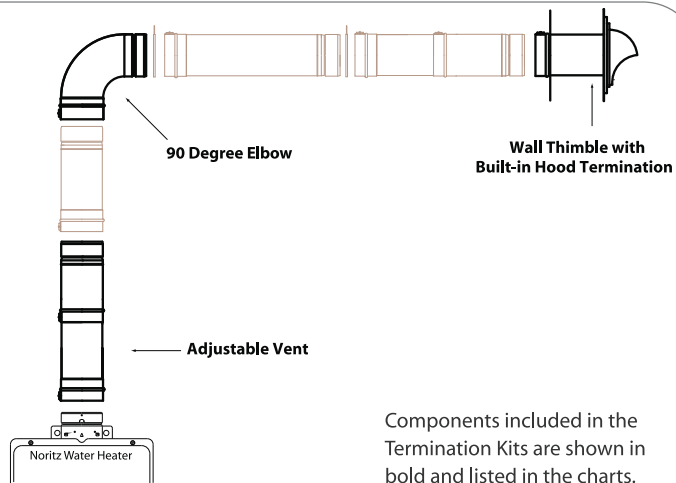 90 Degree Elbow
Wall Thimble with
Built-in Hood Termination
Adjustable Vent
Noritz Water Heater
Components included in the
Termination Kits are shown in
bold and listed in the charts.